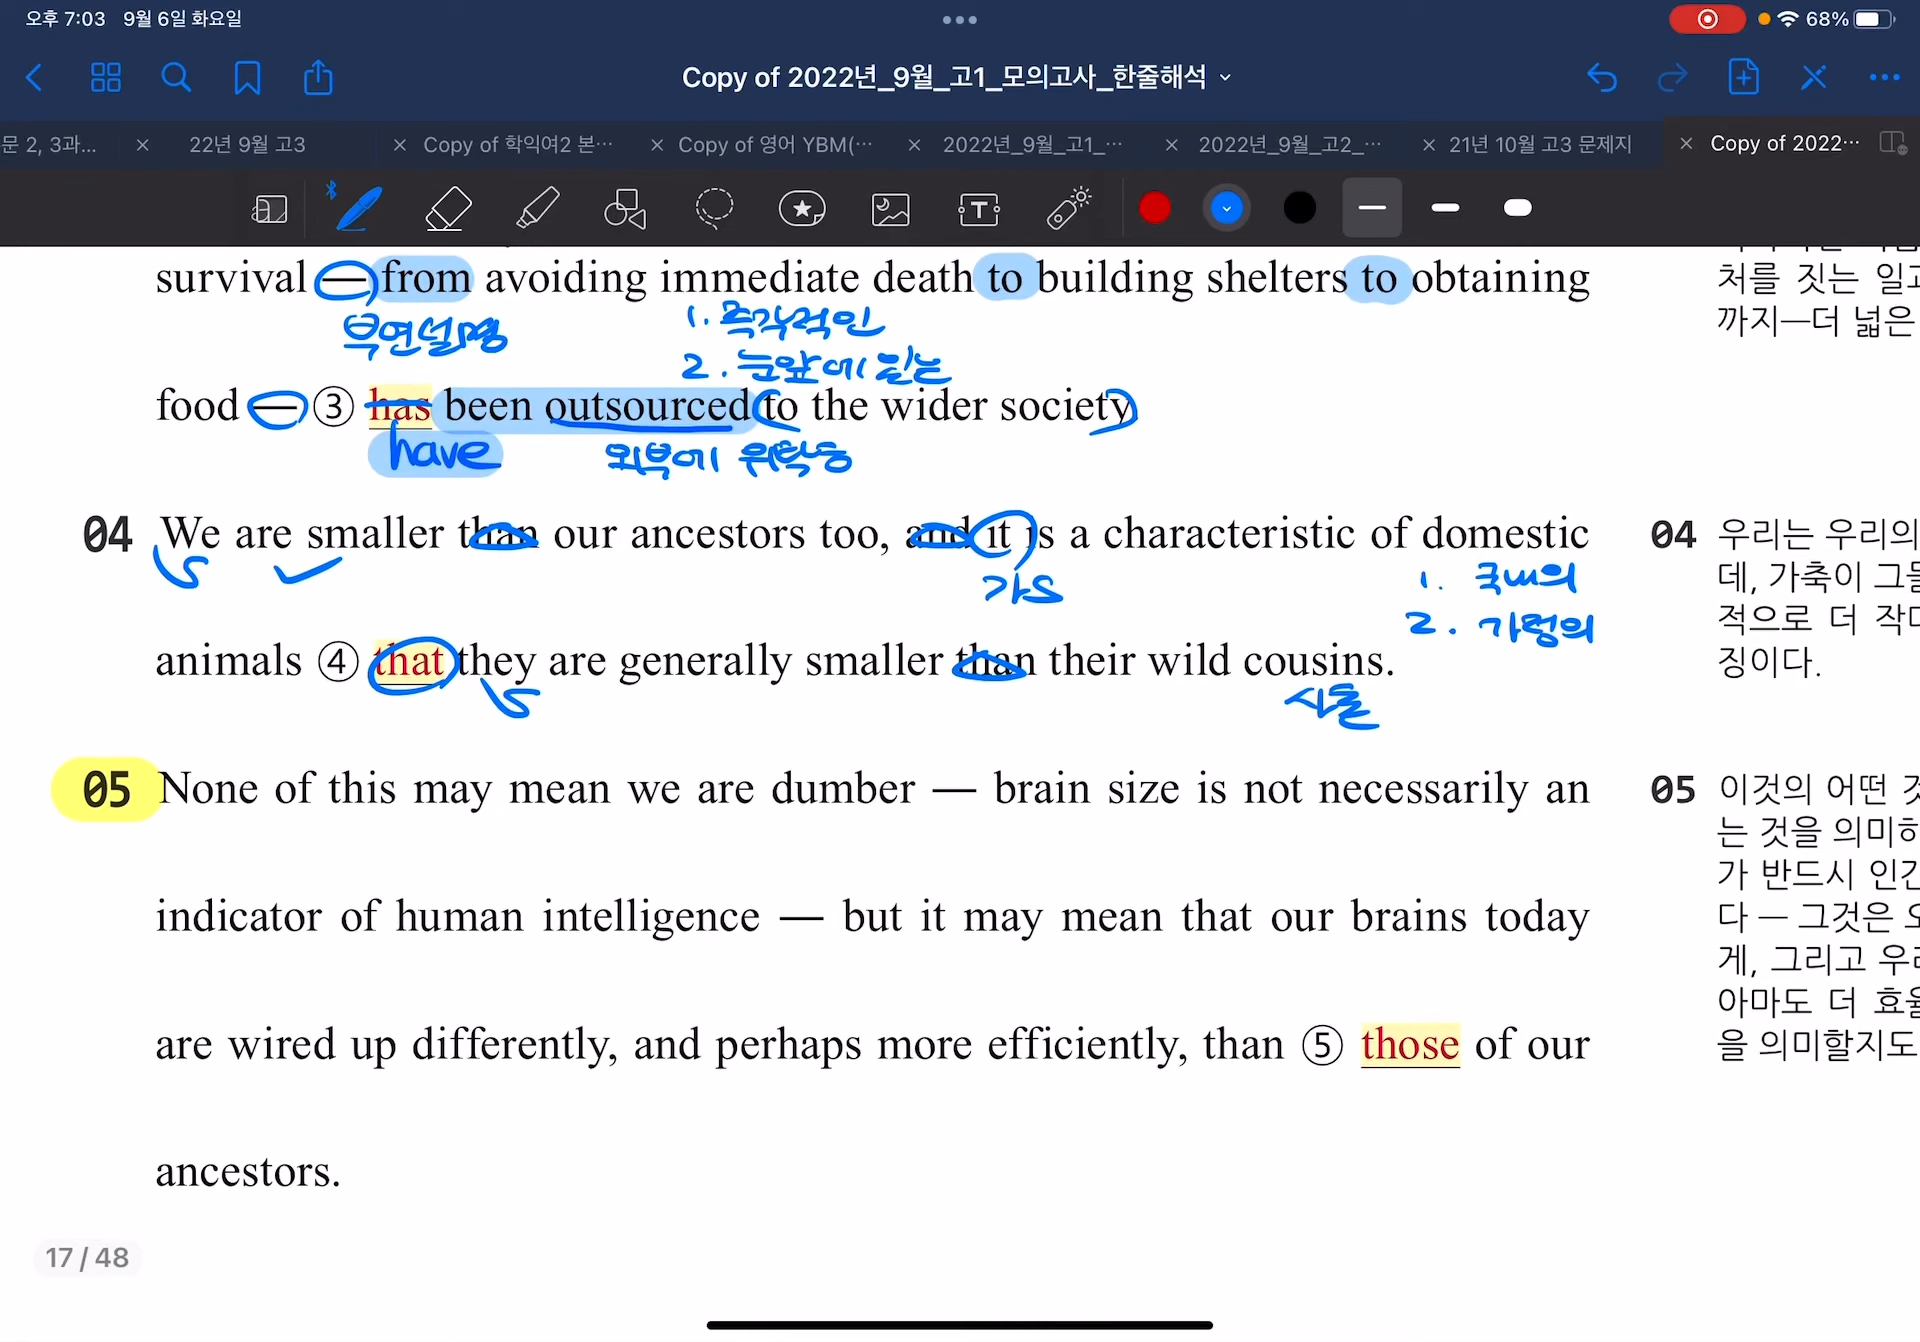 오후 7:03 9월 6일 화요일
68%
Copy of 2022년_9월_고1_모의고사_한줄해석
문 2, 3과... 22년 9월 고3 Copy of 학익여2 본... Copy of 영어 YBM(... 2022년_9월_고1_... 2022년_9월_고2_... 21년 10월 고3 문제지 Copy of 2022...
survival — from avoiding immediate death to building shelters to obtaining
부연설명
1. 즉각적인
2. 눈앞에 있는
food — ③ has been outsourced to the wider society
have
외부에 위탁하
04 We are smaller than our ancestors too, and it is a characteristic of domestic
S
가S
1. 국내의
2. 가정의
animals ④ that they are generally smaller than their wild cousins.
S
사촌
05 None of this may mean we are dumber — brain size is not necessarily an
indicator of human intelligence — but it may mean that our brains today
are wired up differently, and perhaps more efficiently, than ⑤ those of our
ancestors.
처를 짓는 일
까지—더 넓은
04 우리는 우리의
데, 가축이 그들
적으로 더 작다
징이다.
05 이것의 어떤 것
는 것을 의미하
가 반드시 인간
다 — 그것은 오
게, 그리고 우리
아마도 더 효율
을 의미할지도
17 / 48